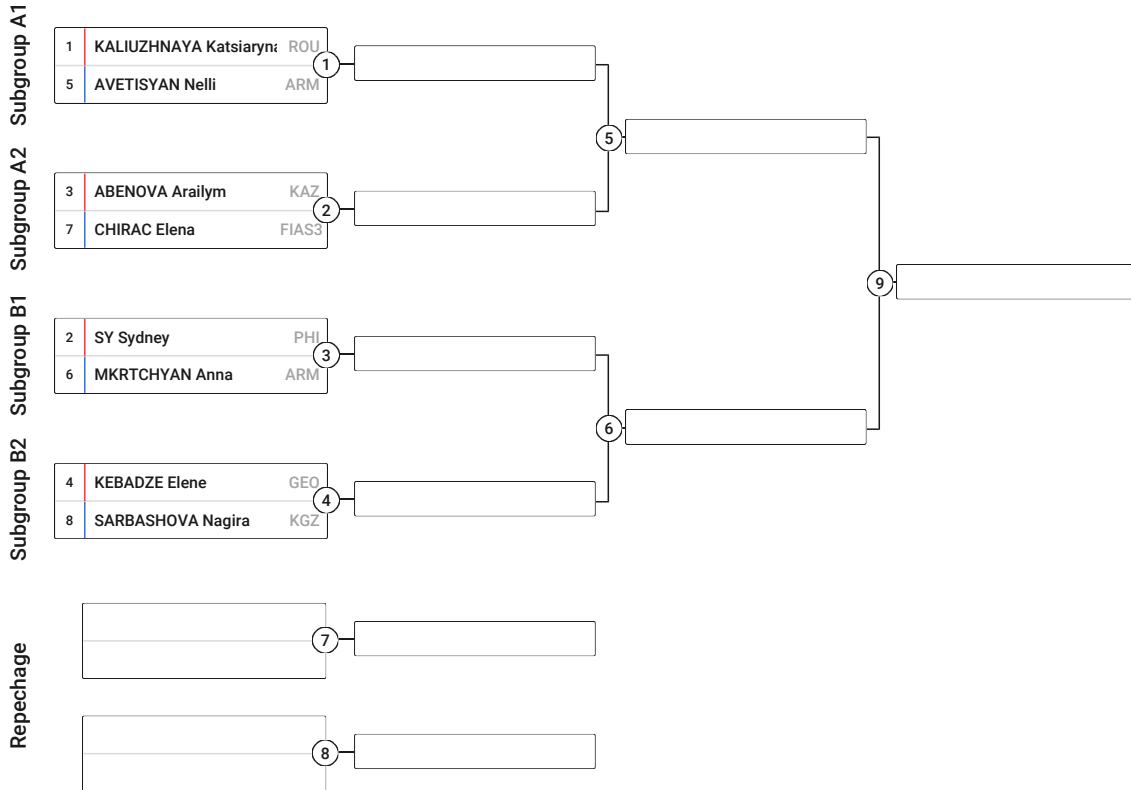 Subgroup A1
1 KALIUZHNAYA Katsiaryna ROU
5 AVETISYAN Nelli ARM
1
5
Subgroup A2
3 ABENOVA Arailym KAZ
7 CHIRAC Elena FIAS3
2
9
Subgroup B1
2 SY Sydney PHI
6 MKRTCHYAN Anna ARM
3
6
Subgroup B2
4 KEBADZE Elene GEO
8 SARBASHOVA Nagira KGZ
4
Repechage
7
8